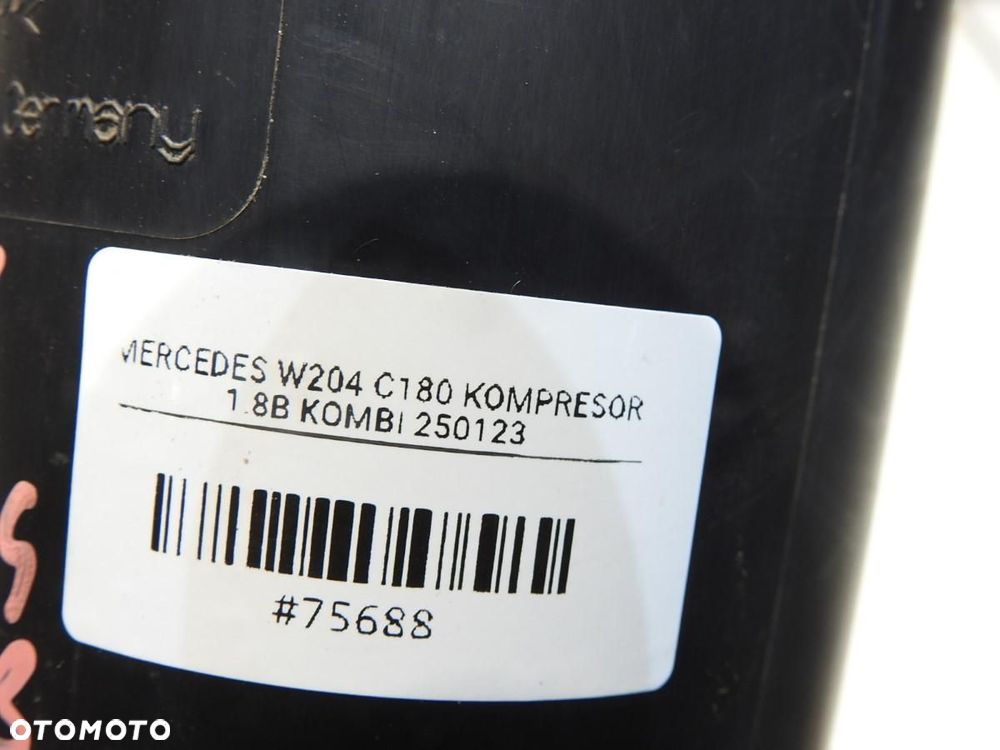 Germany
MERCEDES W204 C180 KOMPRESOR
1.8B KOMBI 250123
#75688
OTOMOTO